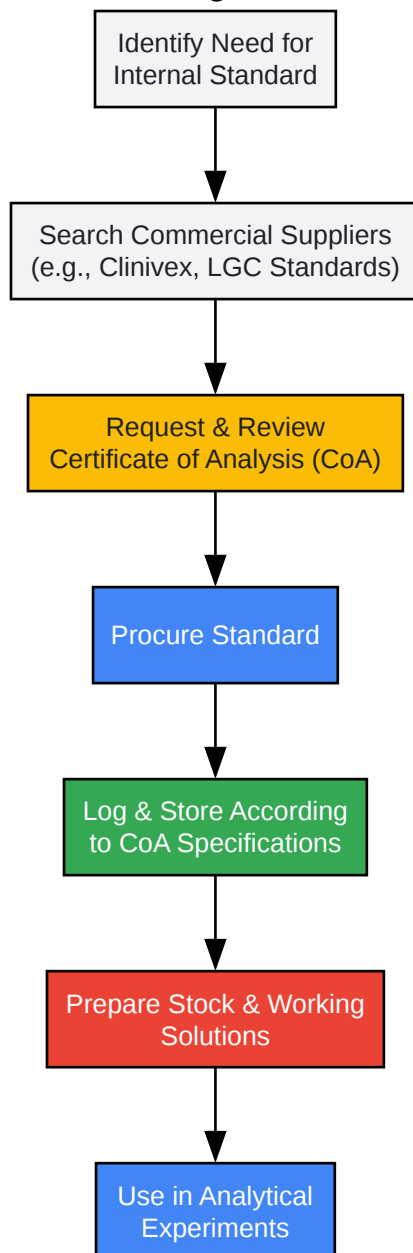 Identify Need for
Internal Standard
Search Commercial Suppliers
(e.g., Clinivex, LGC Standards)
Request & Review
Certificate of Analysis (CoA)
Procure Standard
Log & Store According
to CoA Specifications
Prepare Stock & Working
Solutions
Use in Analytical
Experiments